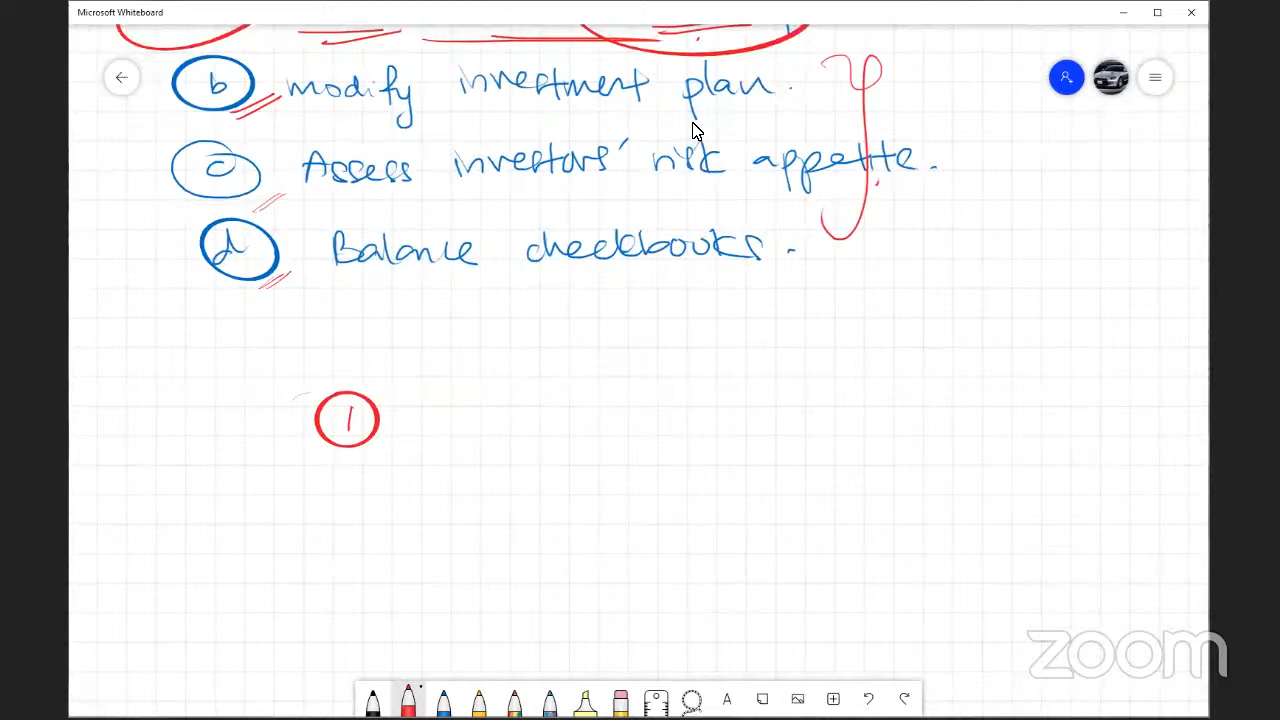 Microsoft Whiteboard
b modify investment plan.
c Assess investors' risk appetite.
d Balance checkbooks.
1
zoom